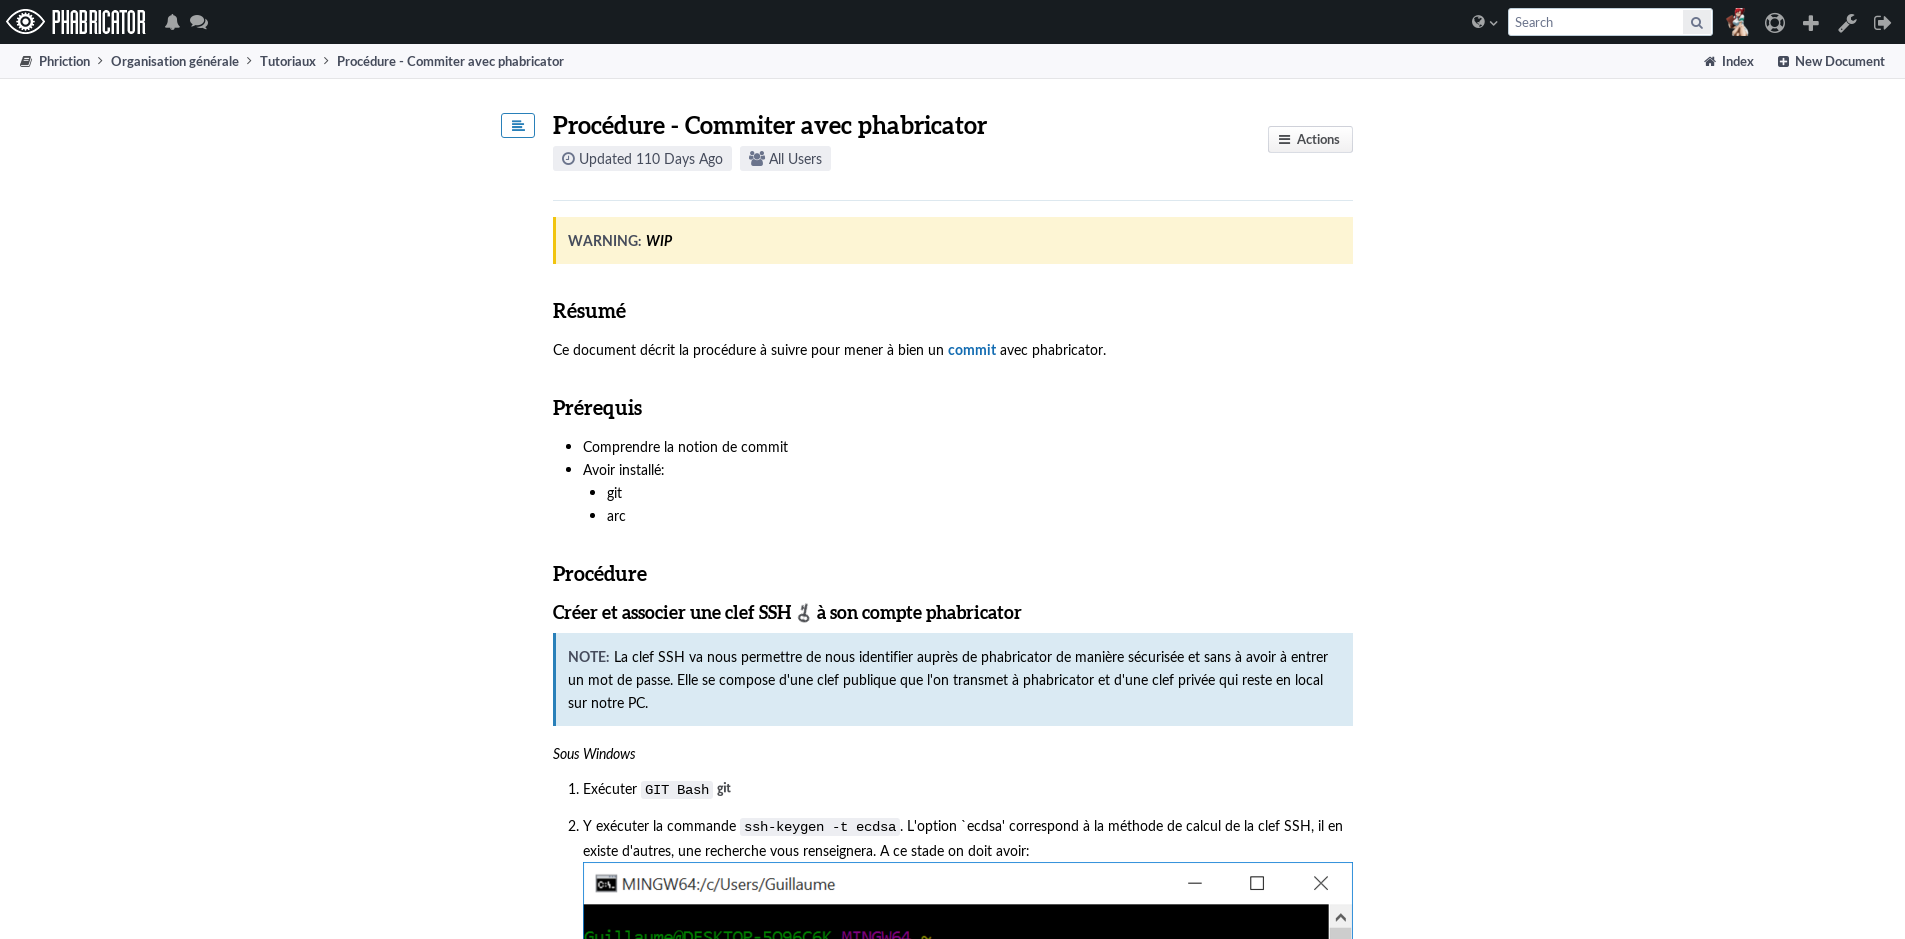 PHABRICATOR
Search
Phriction > Organisation générale > Tutoriaux > Procédure - Commiter avec phabricator
Index
New Document
Procédure - Commiter avec phabricator
Actions
Updated 110 Days Ago
All Users
WARNING: WIP
Résumé
Ce document décrit la procédure à suivre pour mener à bien un commit avec phabricator.
Prérequis
• Comprendre la notion de commit
• Avoir installé:
• git
• arc
Procédure
Créer et associer une clef SSH à son compte phabricator
NOTE: La clef SSH va nous permettre de nous identifier auprès de phabricator de manière sécurisée et sans à avoir à entrer
un mot de passe. Elle se compose d'une clef publique que l'on transmet à phabricator et d'une clef privée qui reste en local
sur notre PC.
Sous Windows
1. Exécuter GIT Bash git
2. Y exécuter la commande ssh-keygen -t ecdsa. L'option `ecdsa' correspond à la méthode de calcul de la clef SSH, il en
existe d'autres, une recherche vous renseignera. A ce stade on doit avoir:
MINGW64:/c/Users/Guillaume
Guillaume@DESKTOP-5O96C6K MINGW64 ~